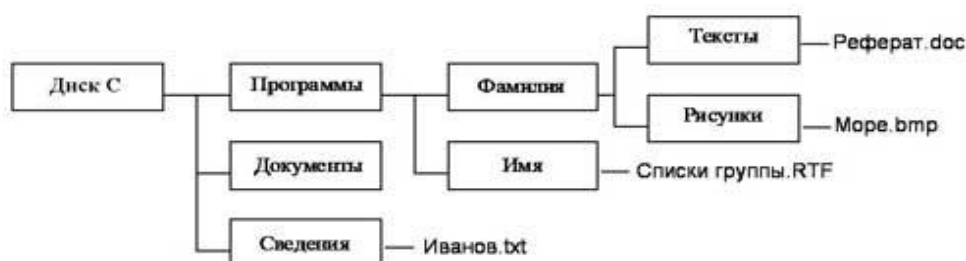 Тексты
Реферат.doc
Диск С
Программы
Фамилия
Рисунки
Море.bmp
Документы
Имя
Списки группы.RTF
Сведения
Иванов.txt